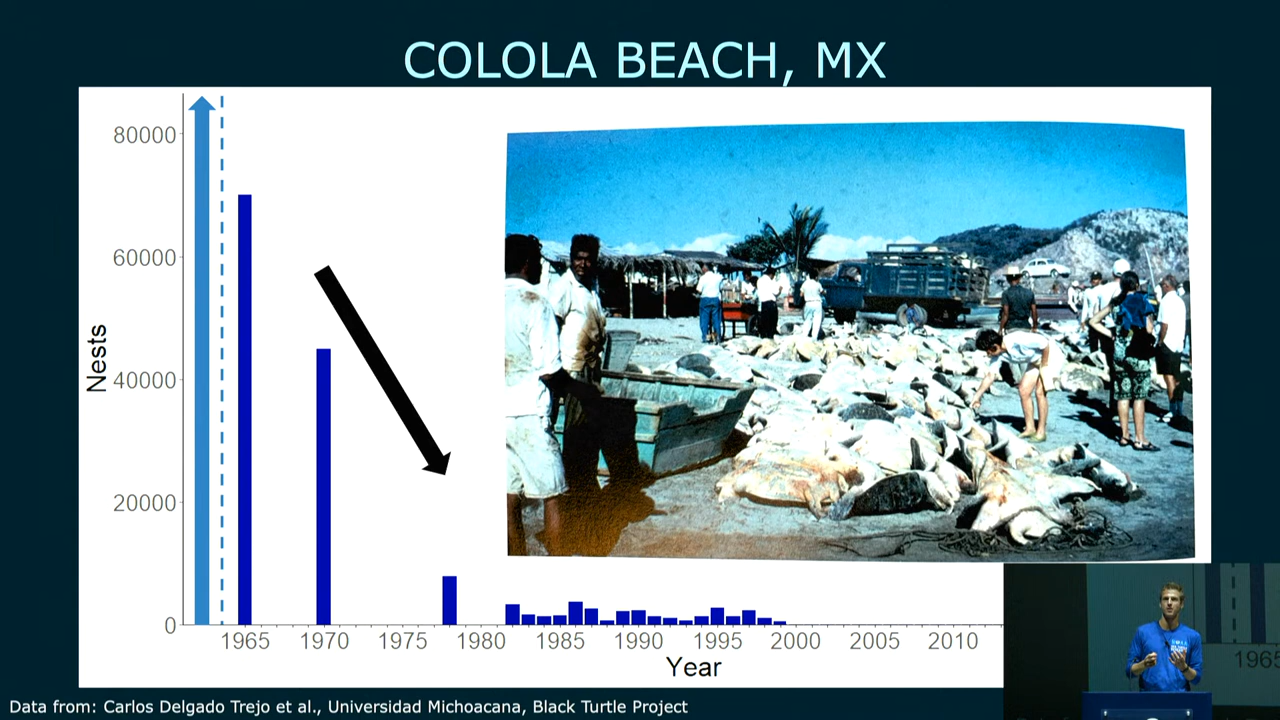 COLOLA BEACH, MX
80000
60000
40000
20000
0
Nests
1965 1970 1975 1980 1985 1990 1995 2000 2005 2010
Year
1965
Data from: Carlos Delgado Trejo et al., Universidad Michoacana, Black Turtle Project